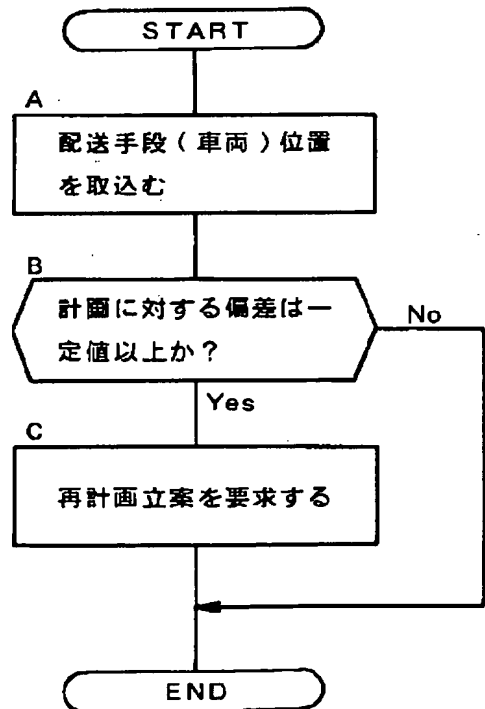 START
A
配送手段(車両)位置
を取込む
B
計画に対する偏差は一
定値以上か?
No
Yes
C
再計画立案を要求する
END